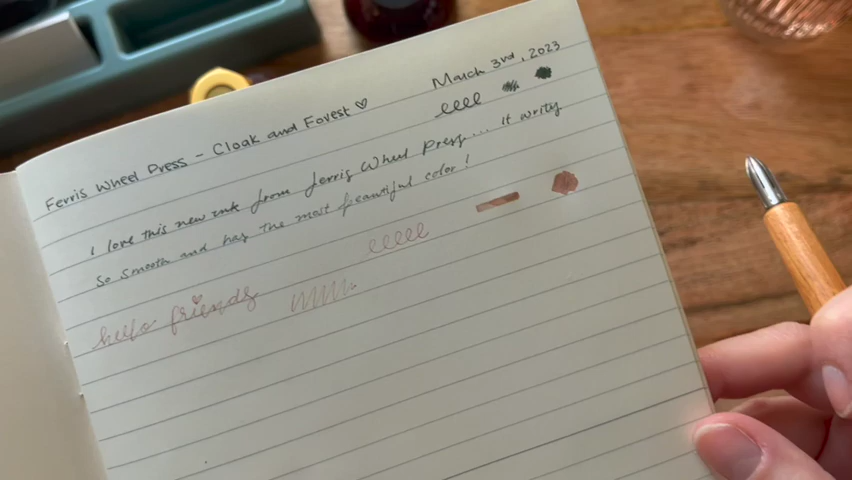 March 3rd, 2023
Ferris Wheel Press - Cloak and Forest ♡
I love this new ink from ferris Wheel Press... It writes
so smooth and has the most beautiful color!
hello friends